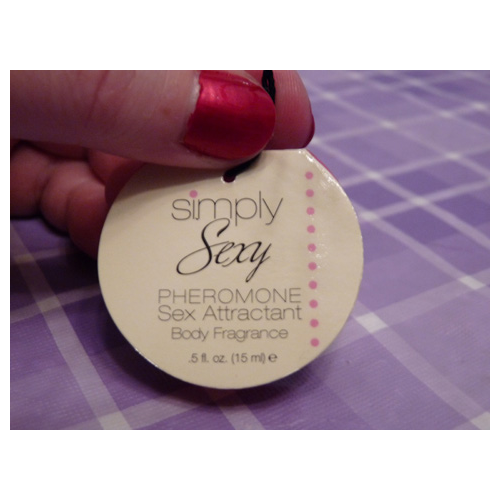 simply
Sexy
PHEROMONE
Sex Attractant
Body Fragrance
.5 fl. oz. (15 ml) e